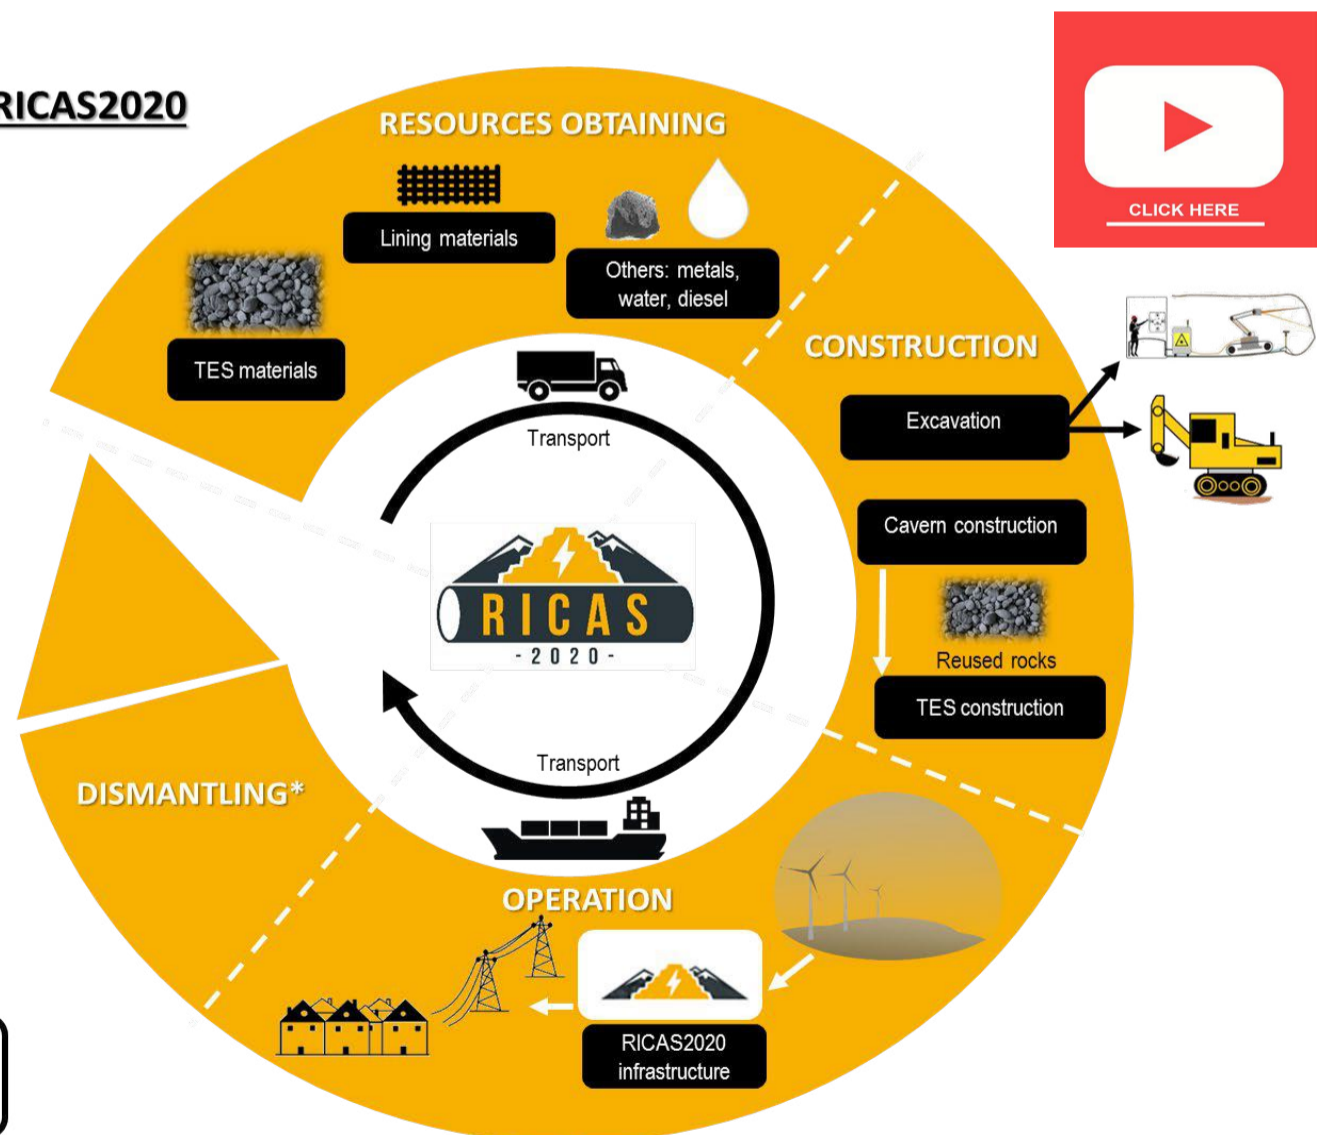 RICAS2020
CLICK HERE
RESOURCES OBTAINING
Lining materials
Others: metals,
water, diesel
TES materials
Transport
CONSTRUCTION
Excavation
Cavern construction
Reused rocks
TES construction
RICAS
-2020-
Transport
DISMANTLING*
OPERATION
RICAS2020
infrastructure